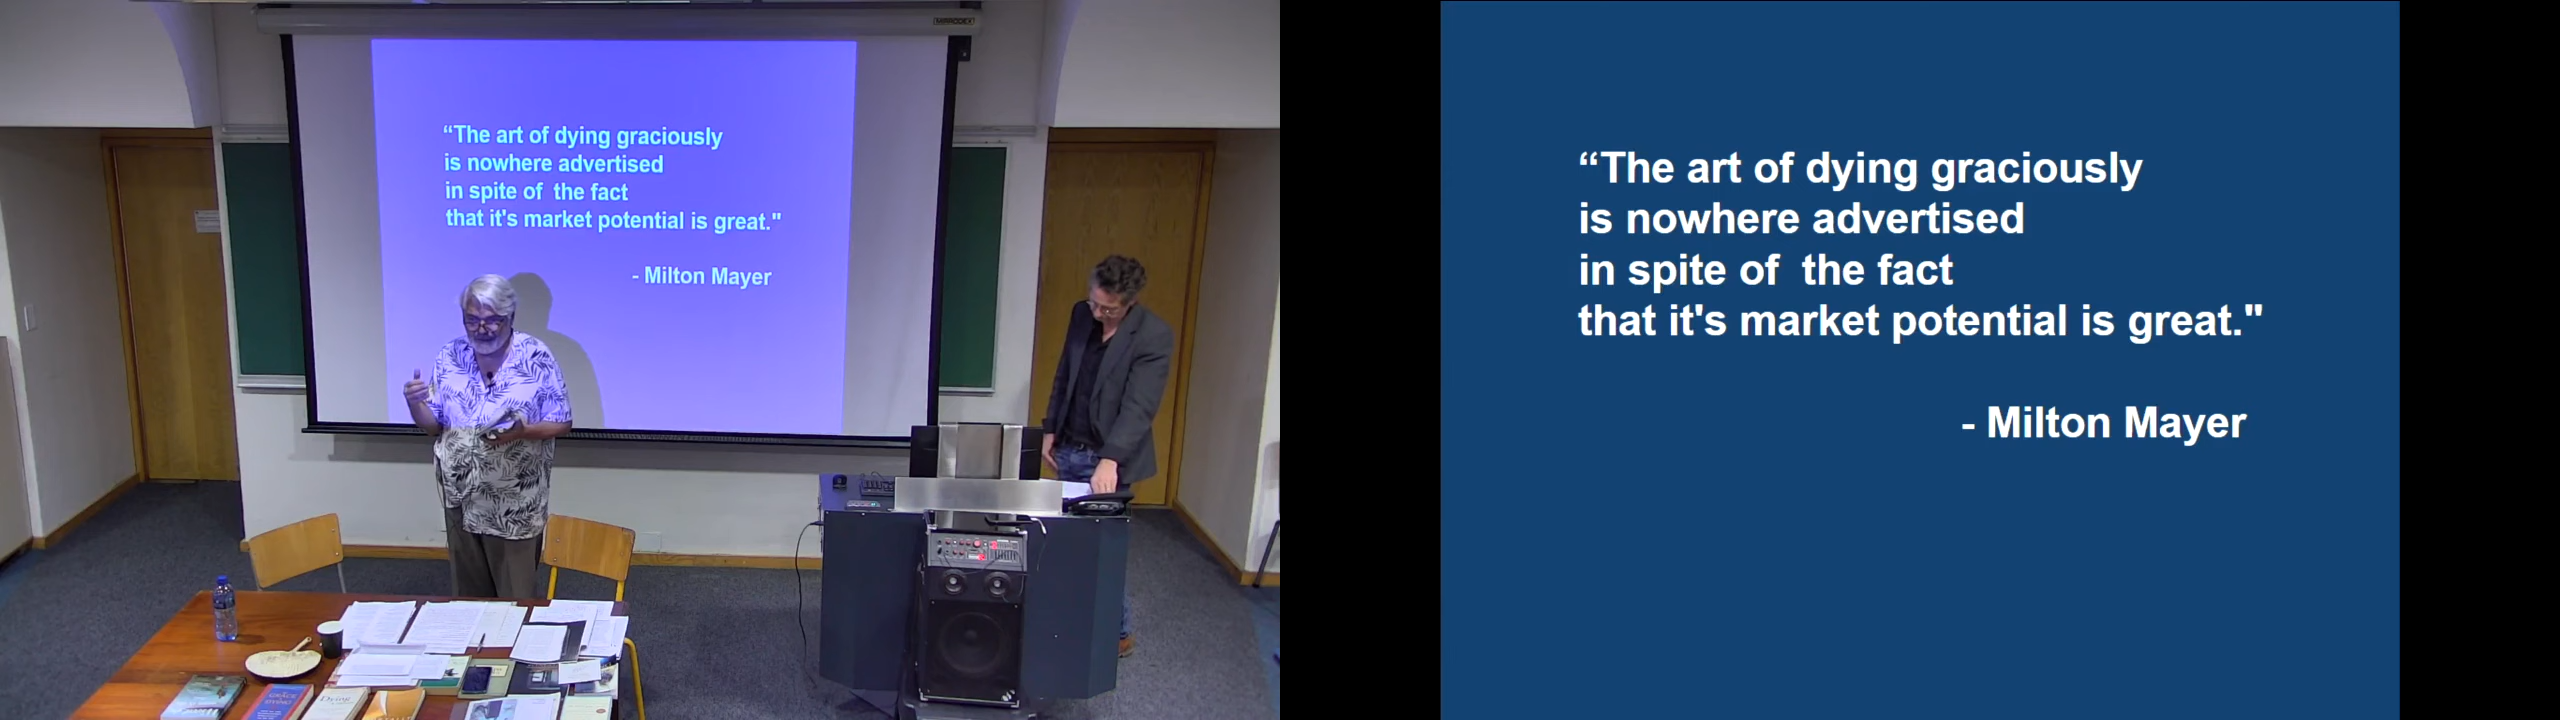 “The art of dying graciously
is nowhere advertised
in spite of  the fact
that it's market potential is great."
- Milton Mayer
“The art of dying graciously
is nowhere advertised
in spite of  the fact
that it's market potential is great."
- Milton Mayer